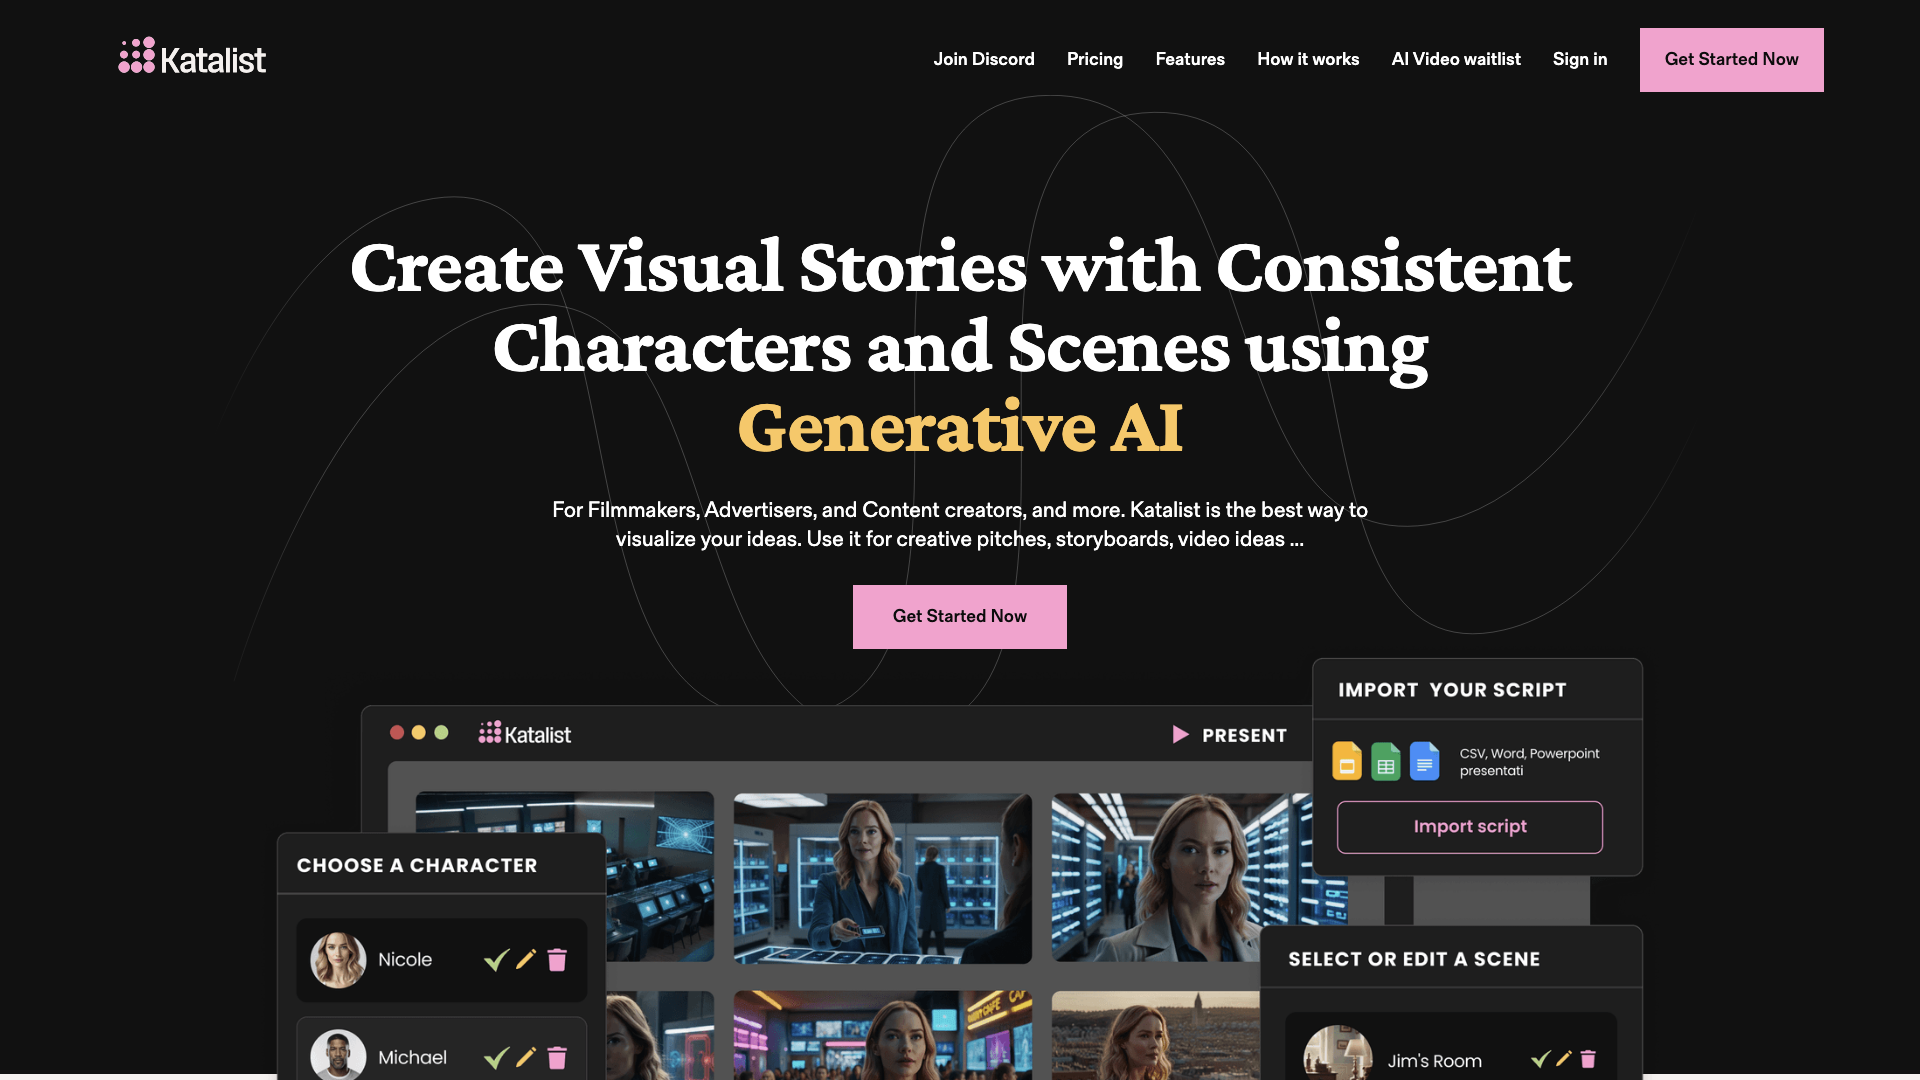 Katalist
Join Discord
Pricing
Features
How it works
AI Video waitlist
Sign in
Get Started Now
Create Visual Stories with Consistent
Characters and Scenes using
Generative AI
For Filmmakers, Advertisers, and Content creators, and more. Katalist is the best way to
visualize your ideas. Use it for creative pitches, storyboards, video ideas ...
Get Started Now
Katalist
PRESENT
IMPORT YOUR SCRIPT
CSV, Word, Powerpoint
presentati
Import script
CHOOSE A CHARACTER
Nicole
Michael
SELECT OR EDIT A SCENE
Jim's Room